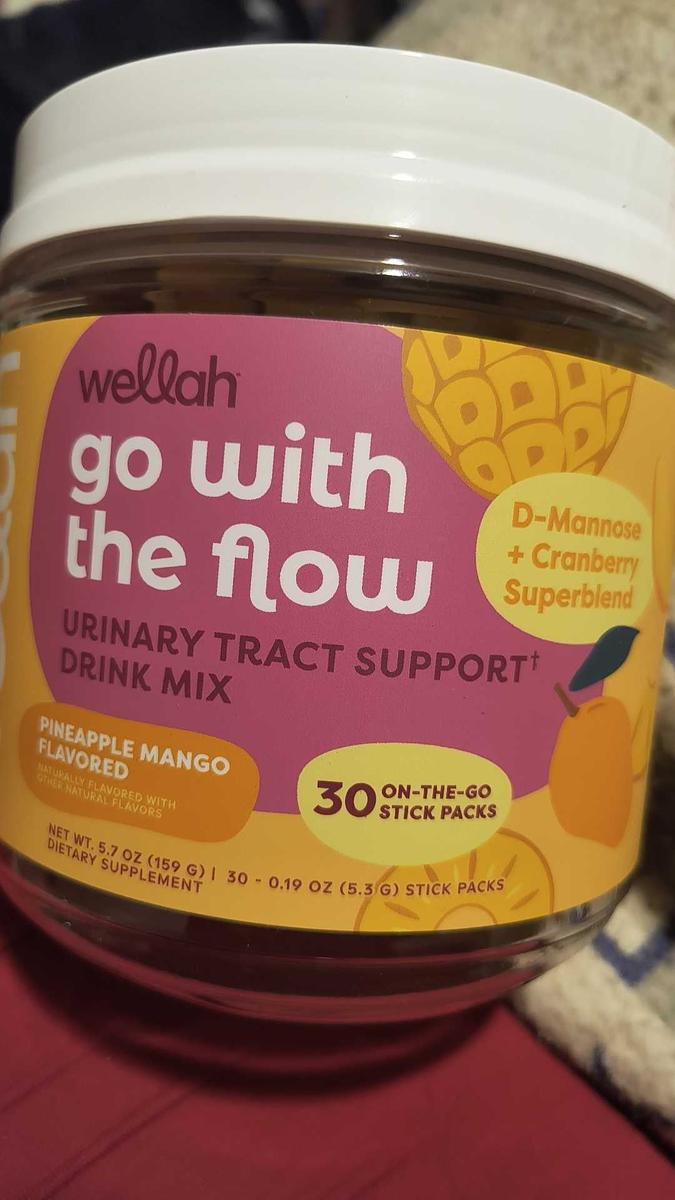 wellah
go with
the flow
URINARY TRACT SUPPORT†
DRINK MIX
D-Mannose
+ Cranberry
Superblend
PINEAPPLE MANGO
FLAVORED
NATURALLY FLAVORED WITH
OTHER NATURAL FLAVORS
30 ON-THE-GO
STICK PACKS
NET WT. 5.7 OZ (159 G) | 30 - 0.19 OZ (5.3 G) STICK PACKS
DIETARY SUPPLEMENT